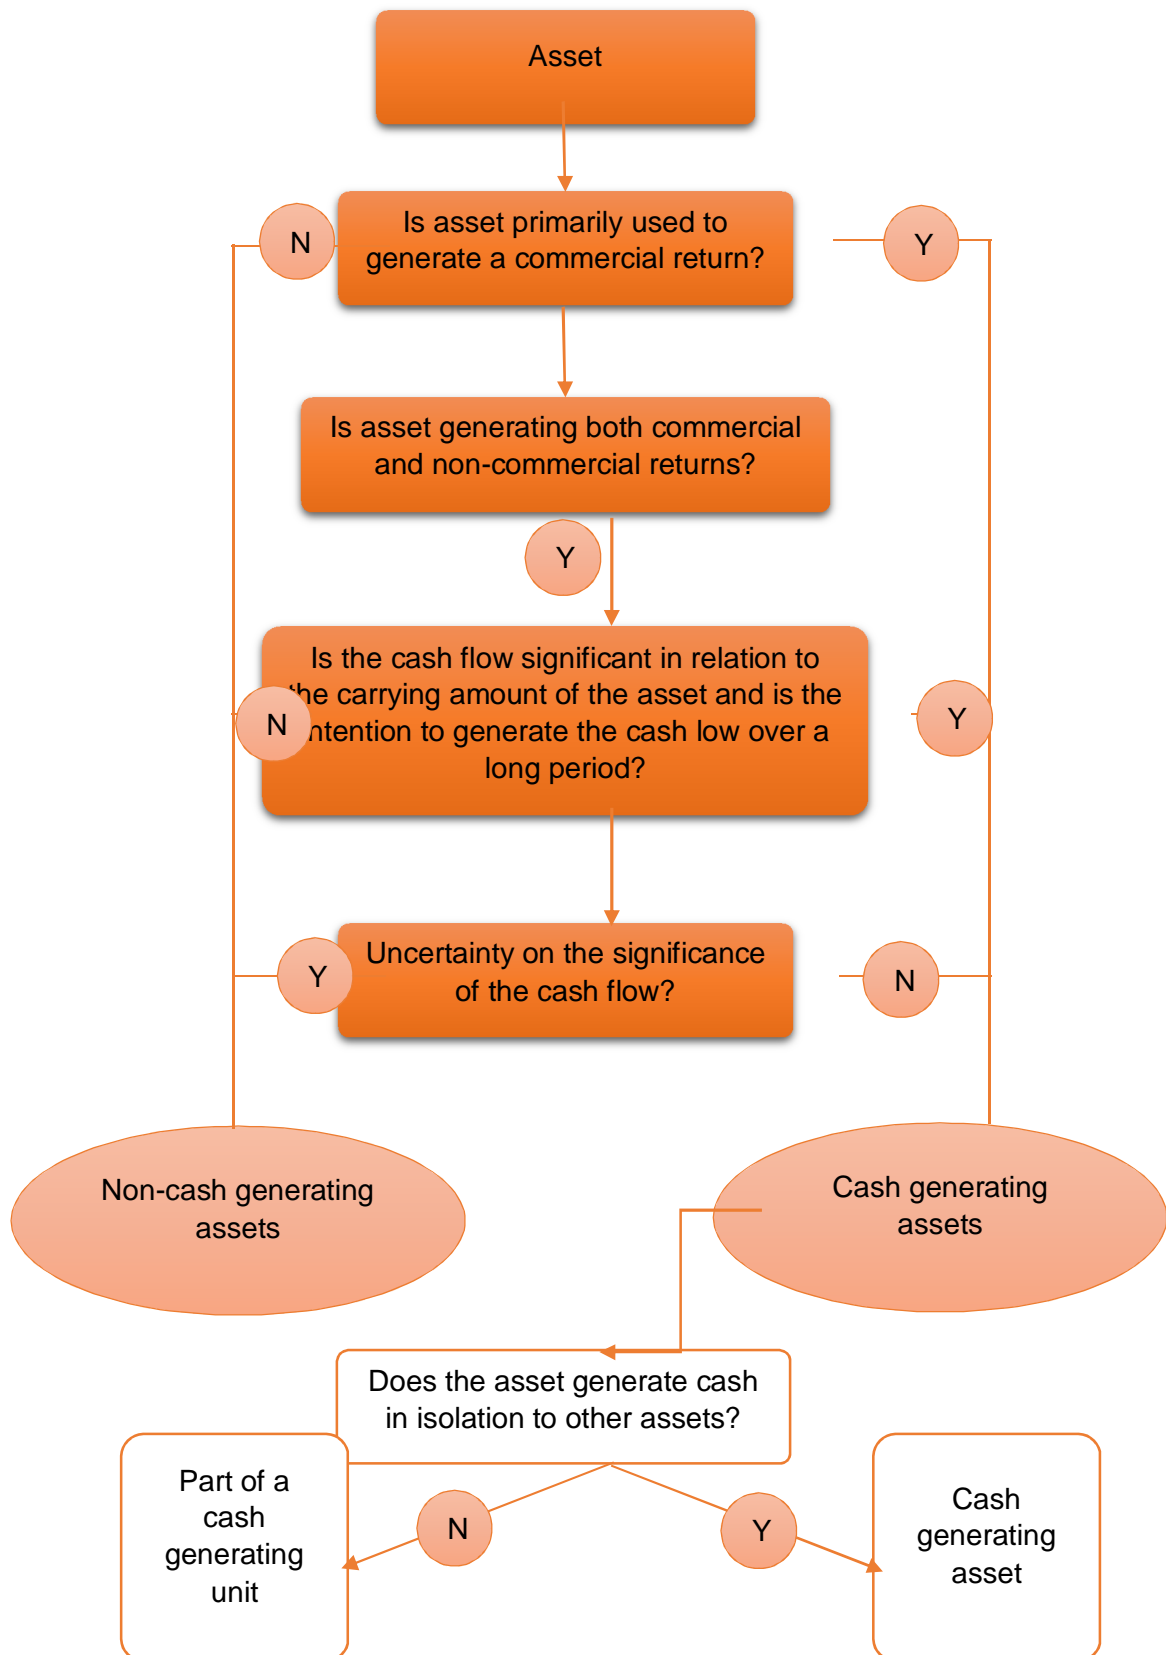 Asset
Is asset primarily used to
generate a commercial return?
N
Y
Is asset generating both commercial
and non-commercial returns?
Y
Is the cash flow significant in relation to
the carrying amount of the asset and is the
intention to generate the cash low over a
long period?
N
Y
Uncertainty on the significance
of the cash flow?
Y
N
Non-cash generating
assets
Cash generating
assets
Does the asset generate cash
in isolation to other assets?
N
Y
Part of a
cash
generating
unit
Cash
generating
asset